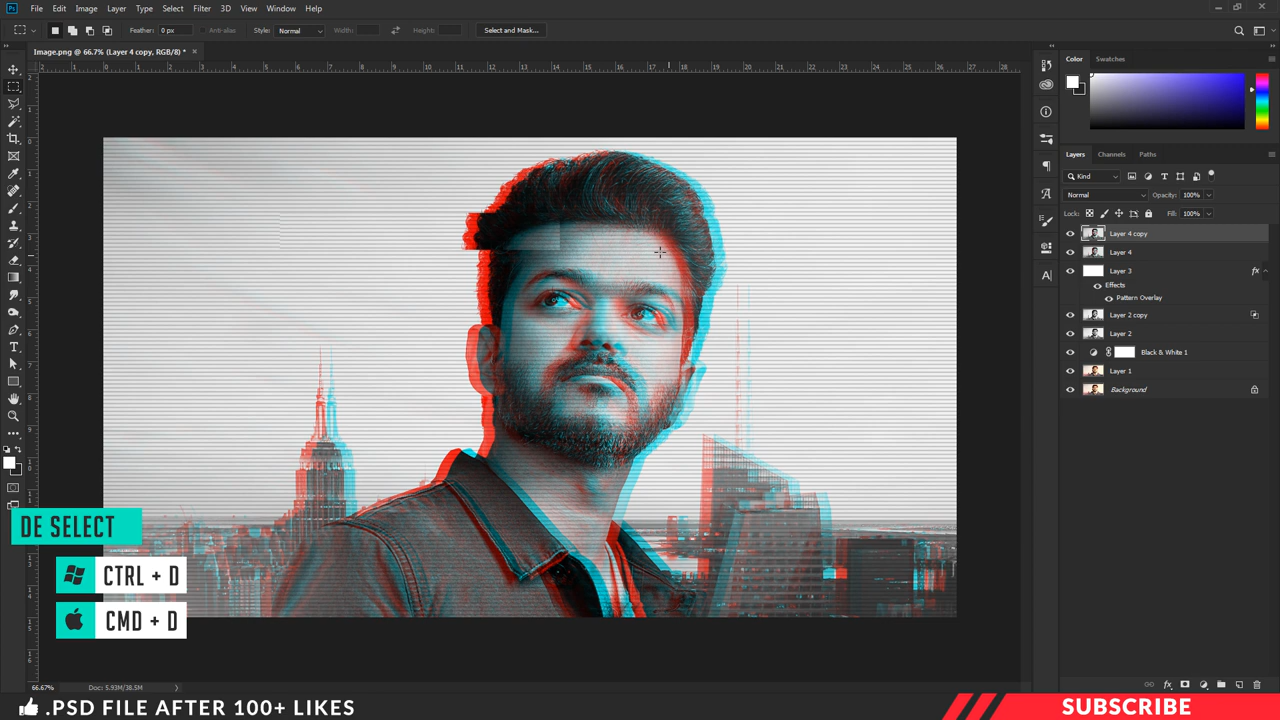 Ps File Edit Image Layer Type Select Filter 3D View Window Help
Feather: 0 px Anti-alias Style: Normal Width: Height: Select and Mask...
Image.png @ 66.7% (Layer 4 copy, RGB/8) * ×
Color Swatches
Layers Channels Paths
Kind
Normal Opacity: 100%
Lock: Fill: 100%
Layer 4 copy
Layer 4
Layer 3 fx
Effects
Pattern Overlay
Layer 2 copy
Layer 2
Black & White 1
Layer 1
Background
DE SELECT
CTRL + D
CMD + D
66.67% Doc: 5.93M/38.5M
.PSD FILE AFTER 100+ LIKES
SUBSCRIBE